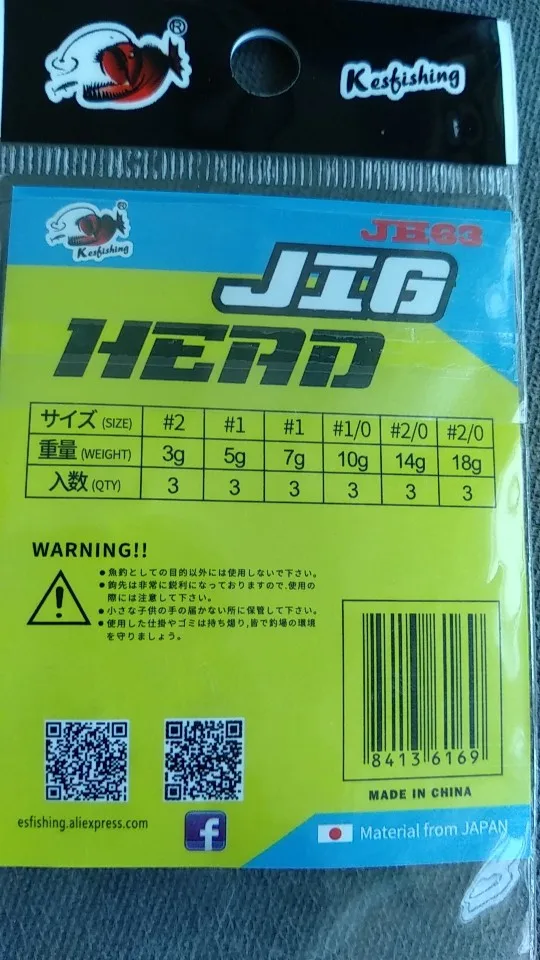 ®
Kesfishing
®
Kesfishing
JH63
JIG
HEAD
サイズ (SIZE) #2 #1 #1 #1/0 #2/0 #2/0
重量 (WEIGHT) 3g 5g 7g 10g 14g 18g
入数 (QTY) 3 3 3 3 3 3
WARNING!!
● 魚釣としての目的以外には使用しないで下さい。
● 鉤先は非常に鋭利になっておりますので、使用の
際には注意して下さい。
● 小さな子供の手の届かない所に保管して下さい。
● 使用した仕掛やゴミは持ち煽り,皆で釣場の環境
を守りましょう。
8413 6169
MADE IN CHINA
esfishing.aliexpress.com
f
Material from JAPAN